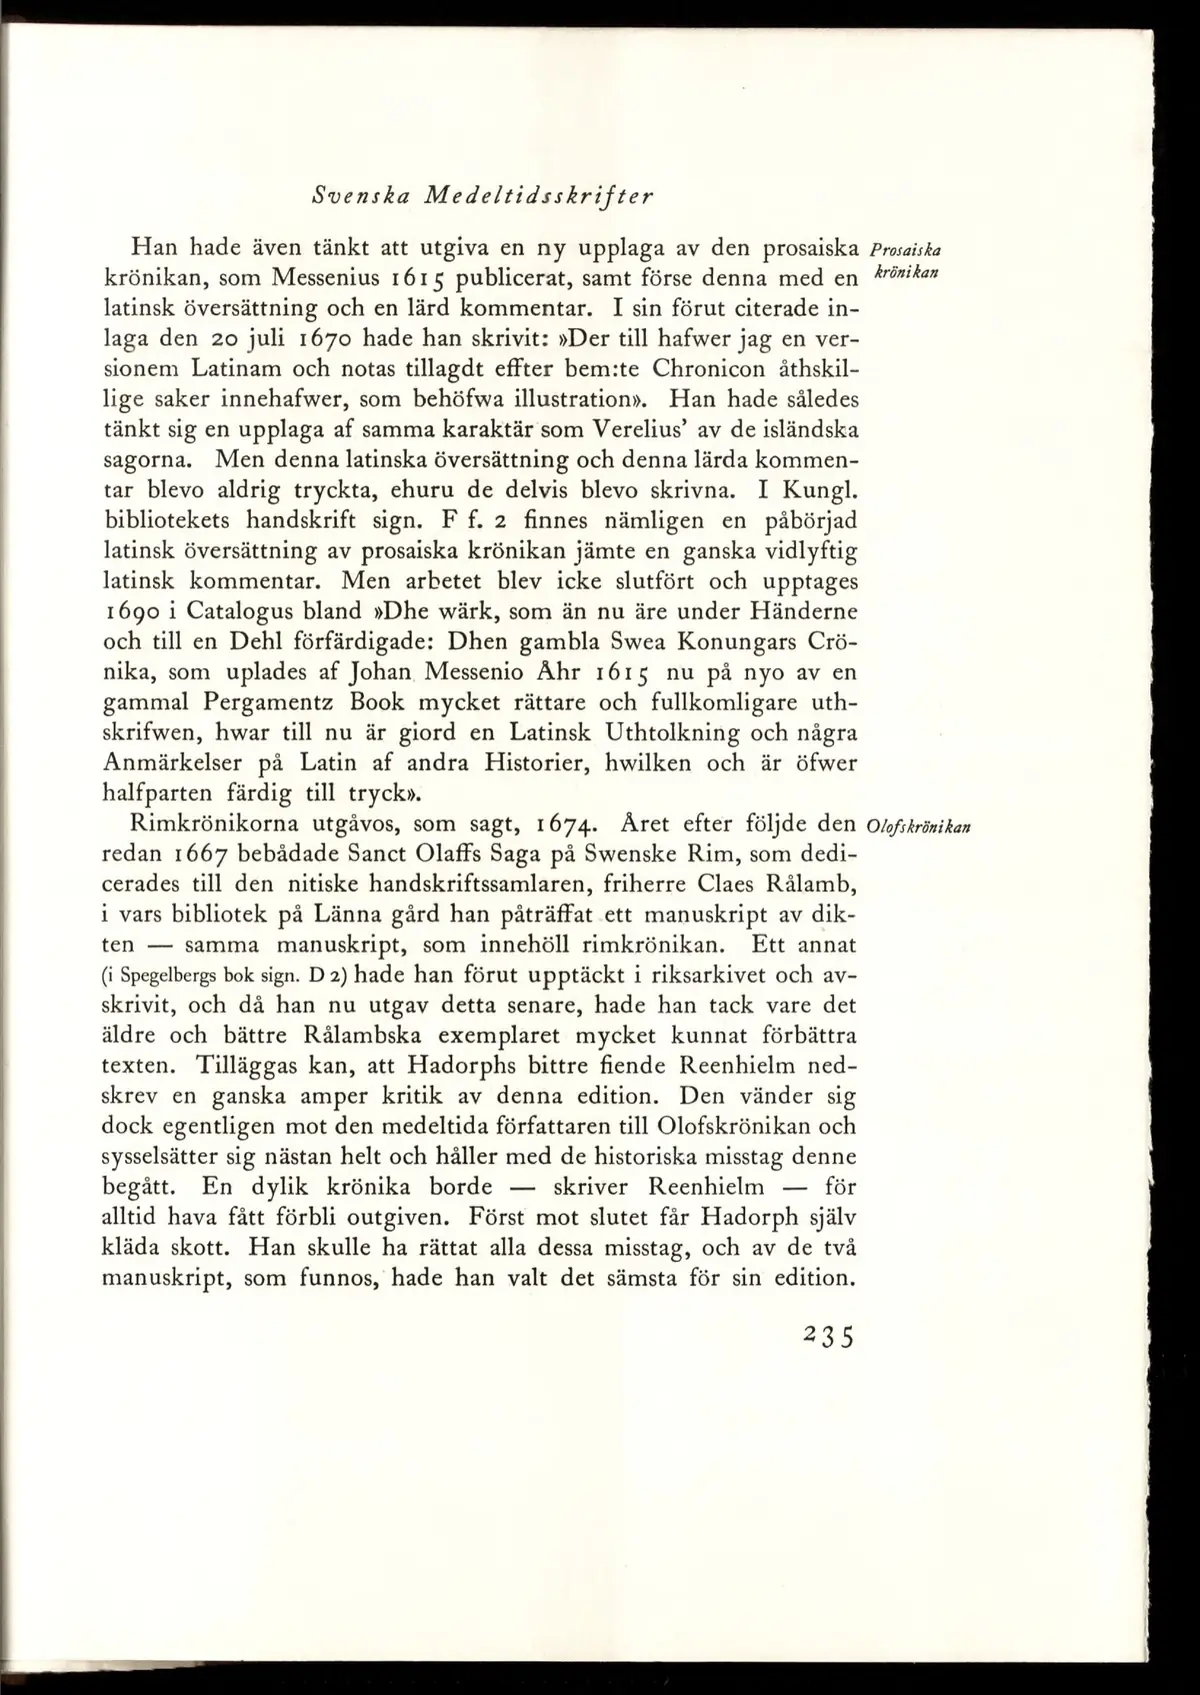 Svenska Medeltidsskrifter
Han hade även tänkt att utgiva en ny upplaga av den prosaiska
Prosaiska
krönikan
krönikan, som Messenius 1615 publicerat, samt förse denna med en
latinsk översättning och en lärd kommentar. I sin förut citerade in-
laga den 20 juli 1670 hade han skrivit: »Der till hafwer jag en ver-
sionem Latinam och notas tillagdt effter bem:te Chronicon åthskil-
lige saker innehafwer, som behöfwa illustration». Han hade således
tänkt sig en upplaga af samma karaktär som Verelius' av de isländska
sagorna. Men denna latinska översättning och denna lärda kommen-
tar blevo aldrig tryckta, ehuru de delvis blevo skrivna. I Kungl.
bibliotekets handskrift sign. F f. 2 finnes nämligen en påbörjad
latinsk översättning av prosaiska krönikan jämte en ganska vidlyftig
latinsk kommentar. Men arbetet blev icke slutfört och upptages
1690 i Catalogus bland »Dhe wärk, som än nu äre under Händerne
och till en Dehl förfärdigade: Dhen gambla Swea Konungars Crö-
nika, som uplades af Johan Messenio Åhr 1615 nu på nyo av en
gammal Pergamentz Book mycket rättare och fullkomligare uth-
skrifwen, hwar till nu är giord en Latinsk Uthtolkning och några
Anmärkelser på Latin af andra Historier, hwilken och är öfwer
halfparten färdig till tryck».
Rimkrönikorna utgåvos, som sagt, 1674. Året efter följde den
Olofskrönikan
redan 1667 bebådade Sanct Olaffs Saga på Swenske Rim, som dedi-
cerades till den nitiske handskriftssamlaren, friherre Claes Rålamb,
i vars bibliotek på Länna gård han påträffat ett manuskript av dik-
ten — samma manuskript, som innehöll rimkrönikan. Ett annat
(i Spegelbergs bok sign. D 2) hade han förut upptäckt i riksarkivet och av-
skrivit, och då han nu utgav detta senare, hade han tack vare det
äldre och bättre Rålambska exemplaret mycket kunnat förbättra
texten. Tilläggas kan, att Hadorphs bittre fiende Reenhielm ned-
skrev en ganska amper kritik av denna edition. Den vänder sig
dock egentligen mot den medeltida författaren till Olofskrönikan och
sysselsätter sig nästan helt och håller med de historiska misstag denne
begått. En dylik krönika borde — skriver Reenhielm — för
alltid hava fått förbli outgiven. Först mot slutet får Hadorph själv
kläda skott. Han skulle ha rättat alla dessa misstag, och av de två
manuskript, som funnos, hade han valt det sämsta för sin edition.
235